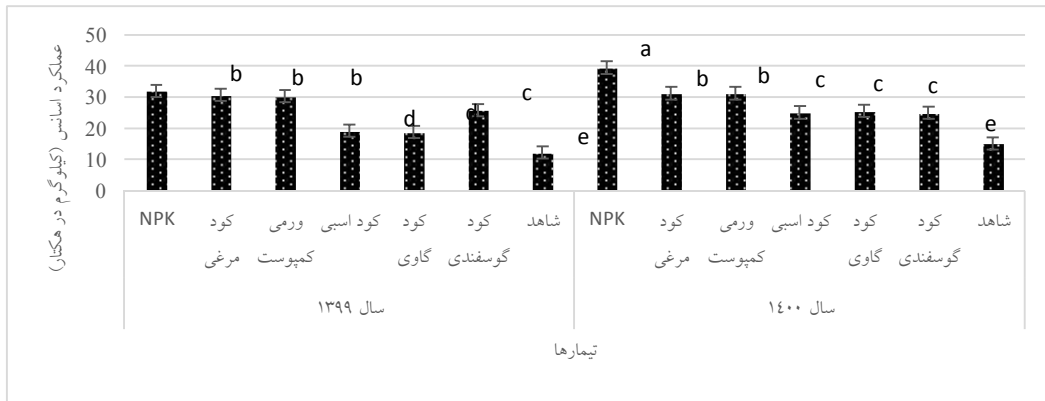 عملکرد اسانس (کیلوگرم در هکتار)
50
40
30
20
10
0
b b b d d c e a b b c c c e
NPK کود مرغی ورمی کمپوست کود اسبی کود گاوی کود گوسفندی شاهد NPK کود مرغی ورمی کمپوست کود اسبی کود گاوی کود گوسفندی شاهد
سال ۱۳۹۹ سال ۱٤۰۰
تیمارها